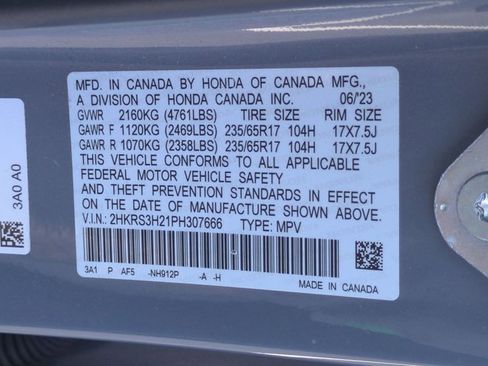 MFD. IN CANADA BY HONDA OF CANADA MFG.,
A DIVISION OF HONDA CANADA INC. 06/'23
GVWR 2160KG (4761LBS) TIRE SIZE RIM SIZE
GAWR F 1120KG (2469LBS) 235/65R17 104H 17X7.5J
GAWR R 1070KG (2358LBS) 235/65R17 104H 17X7.5J
THIS VEHICLE CONFORMS TO ALL APPLICABLE
FEDERAL MOTOR VEHICLE SAFETY
AND THEFT PREVENTION STANDARDS IN EFFECT
ON THE DATE OF MANUFACTURE SHOWN ABOVE.
V.I.N.: 2HKRS3H21PH307666 TYPE: MPV
3A1 P AF5 -NH912P -A -H
MADE IN CANADA
3A0 A0